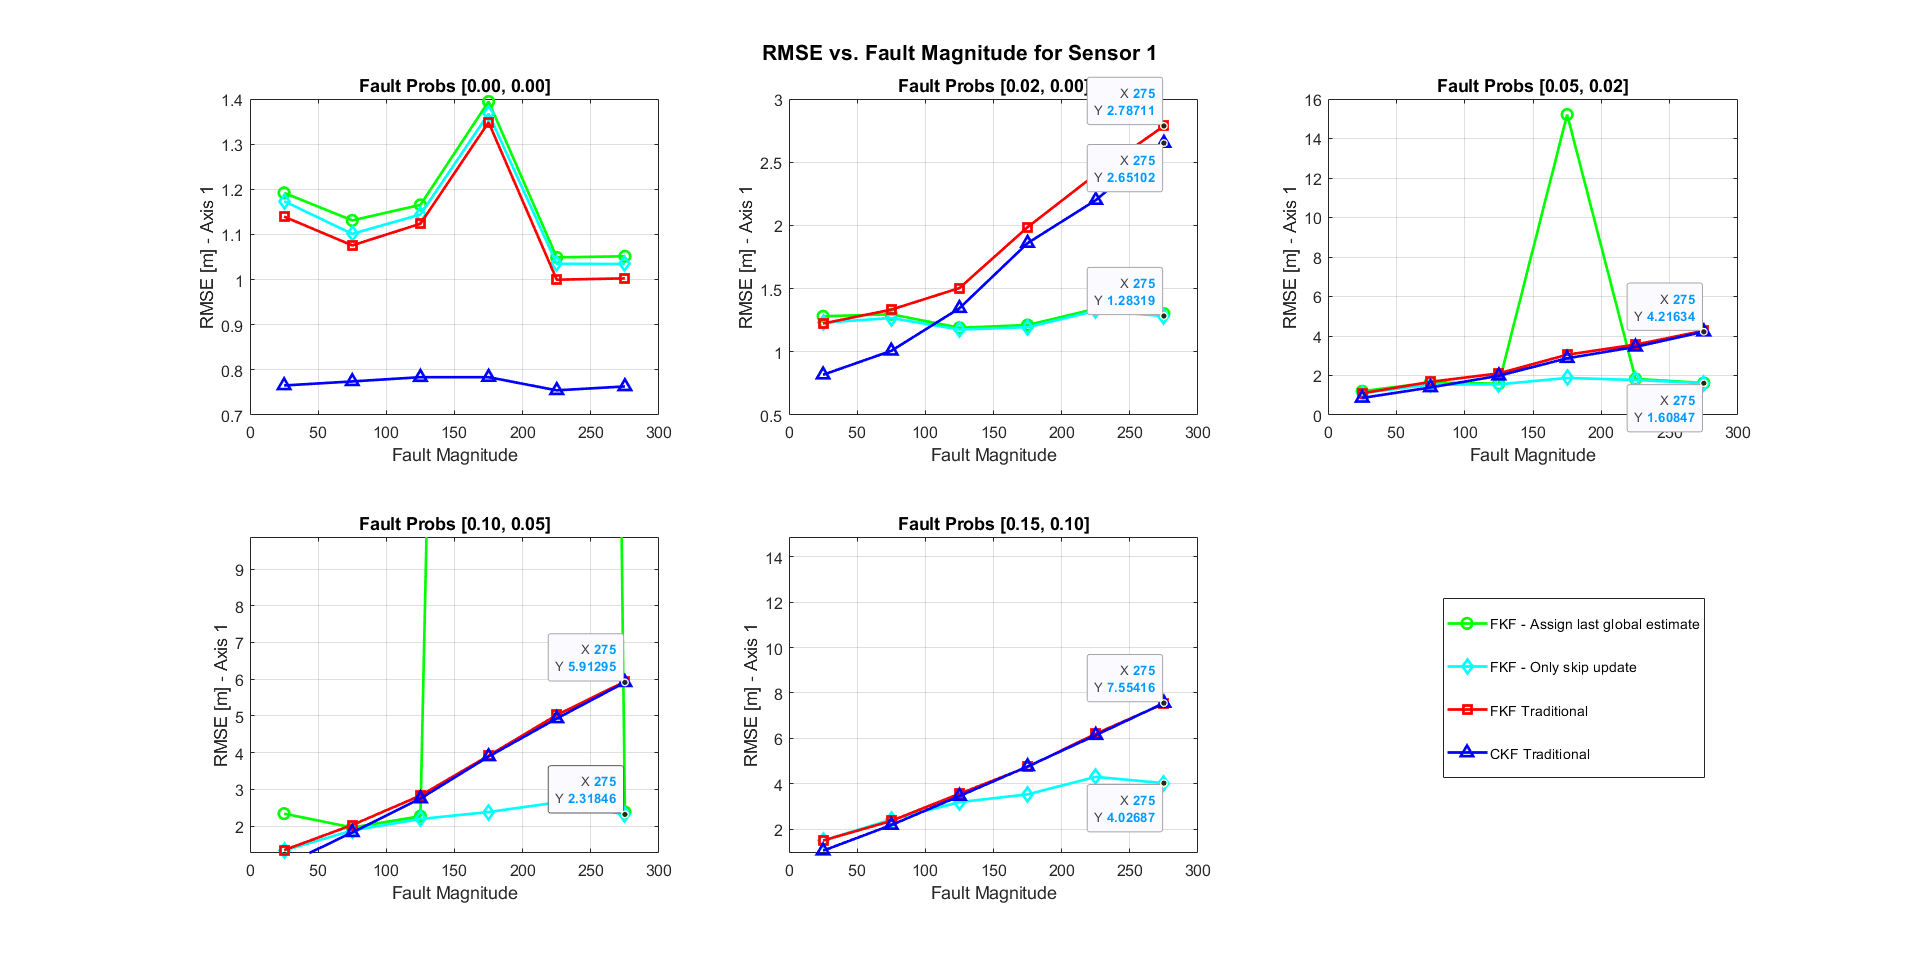 RMSE vs. Fault Magnitude for Sensor 1
Fault Probs [0.00, 0.00]
RMSE [m] - Axis 1
1.4
1.3
1.2
1.1
1
0.9
0.8
0.7
0 50 100 150 200 250 300
Fault Magnitude
Fault Probs [0.02, 0.00]
RMSE [m] - Axis 1
3
2.5
2
1.5
1
0.5
X 275
Y 2.78711
X 275
Y 2.65102
X 275
Y 1.28319
0 50 100 150 200 250 300
Fault Magnitude
Fault Probs [0.05, 0.02]
RMSE [m] - Axis 1
16
14
12
10
8
6
4
2
0
X 275
Y 4.21634
X 275
Y 1.60847
0 50 100 150 200 250 300
Fault Magnitude
Fault Probs [0.10, 0.05]
RMSE [m] - Axis 1
9
8
7
6
5
4
3
2
X 275
Y 5.91295
X 275
Y 2.31846
0 50 100 150 200 250 300
Fault Magnitude
Fault Probs [0.15, 0.10]
RMSE [m] - Axis 1
14
12
10
8
6
4
2
X 275
Y 7.55416
X 275
Y 4.02687
0 50 100 150 200 250 300
Fault Magnitude
FKF - Assign last global estimate
FKF - Only skip update
FKF Traditional
CKF Traditional